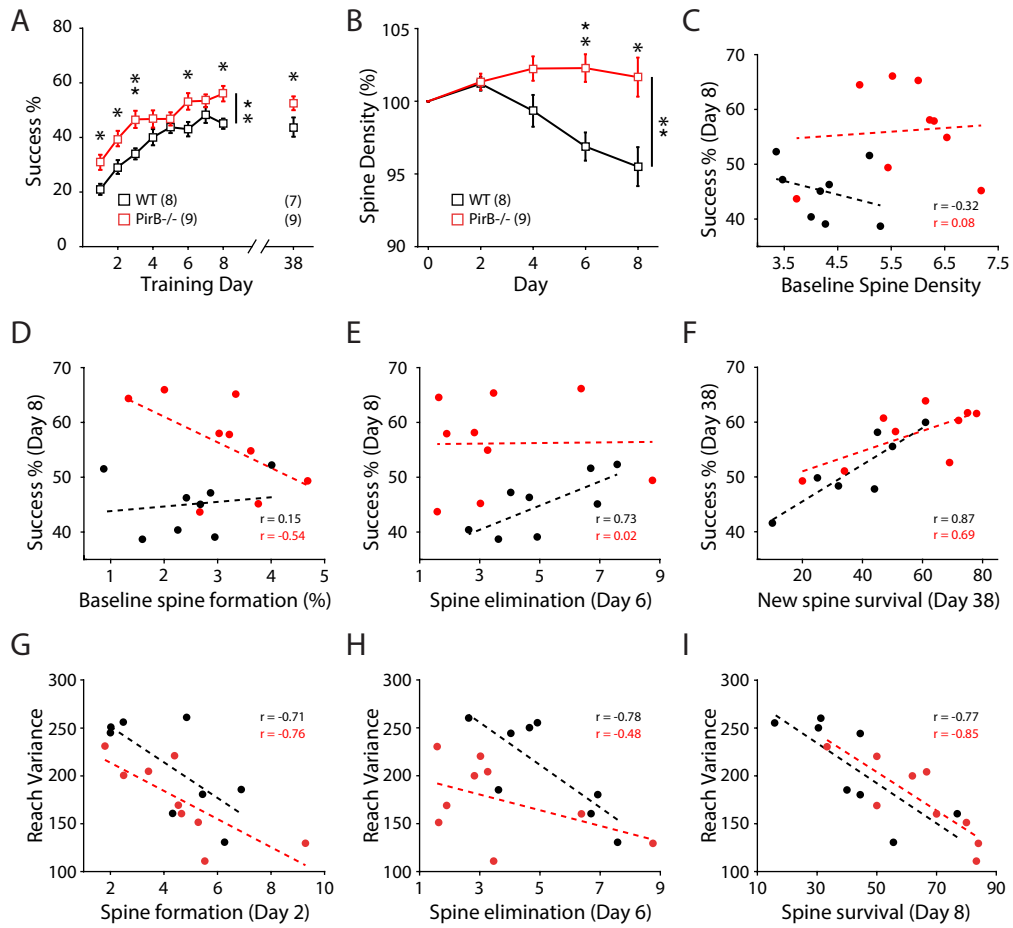 A
80
60
40
20
0
Success %
2
4
6
8
38
Training Day
*
*
**
*
*
**
*
WT (8)
PirB-/- (9)
(7)
(9)
B
105
100
95
90
Spine Density (%)
0
2
4
6
8
Day
**
*
**
WT (8)
PirB-/- (9)
C
70
60
50
40
Success % (Day 8)
3.5
4.5
5.5
6.5
7.5
Baseline Spine Density
r = -0.32
r = 0.08
D
70
60
50
40
Success % (Day 8)
1
2
3
4
5
Baseline spine formation (%)
r = 0.15
r = -0.54
E
70
60
50
40
Success % (Day 8)
1
3
5
7
9
Spine elimination (Day 6)
r = 0.73
r = 0.02
F
70
60
50
40
Success % (Day 38)
20
40
60
80
New spine survival (Day 38)
r = 0.87
r = 0.69
G
300
250
200
150
100
Reach Variance
2
4
6
8
10
Spine formation (Day 2)
r = -0.71
r = -0.76
H
300
250
200
150
100
Reach Variance
1
3
5
7
9
Spine elimination (Day 6)
r = -0.78
r = -0.48
I
300
250
200
150
100
Reach Variance
10
30
50
70
90
Spine survival (Day 8)
r = -0.77
r = -0.85